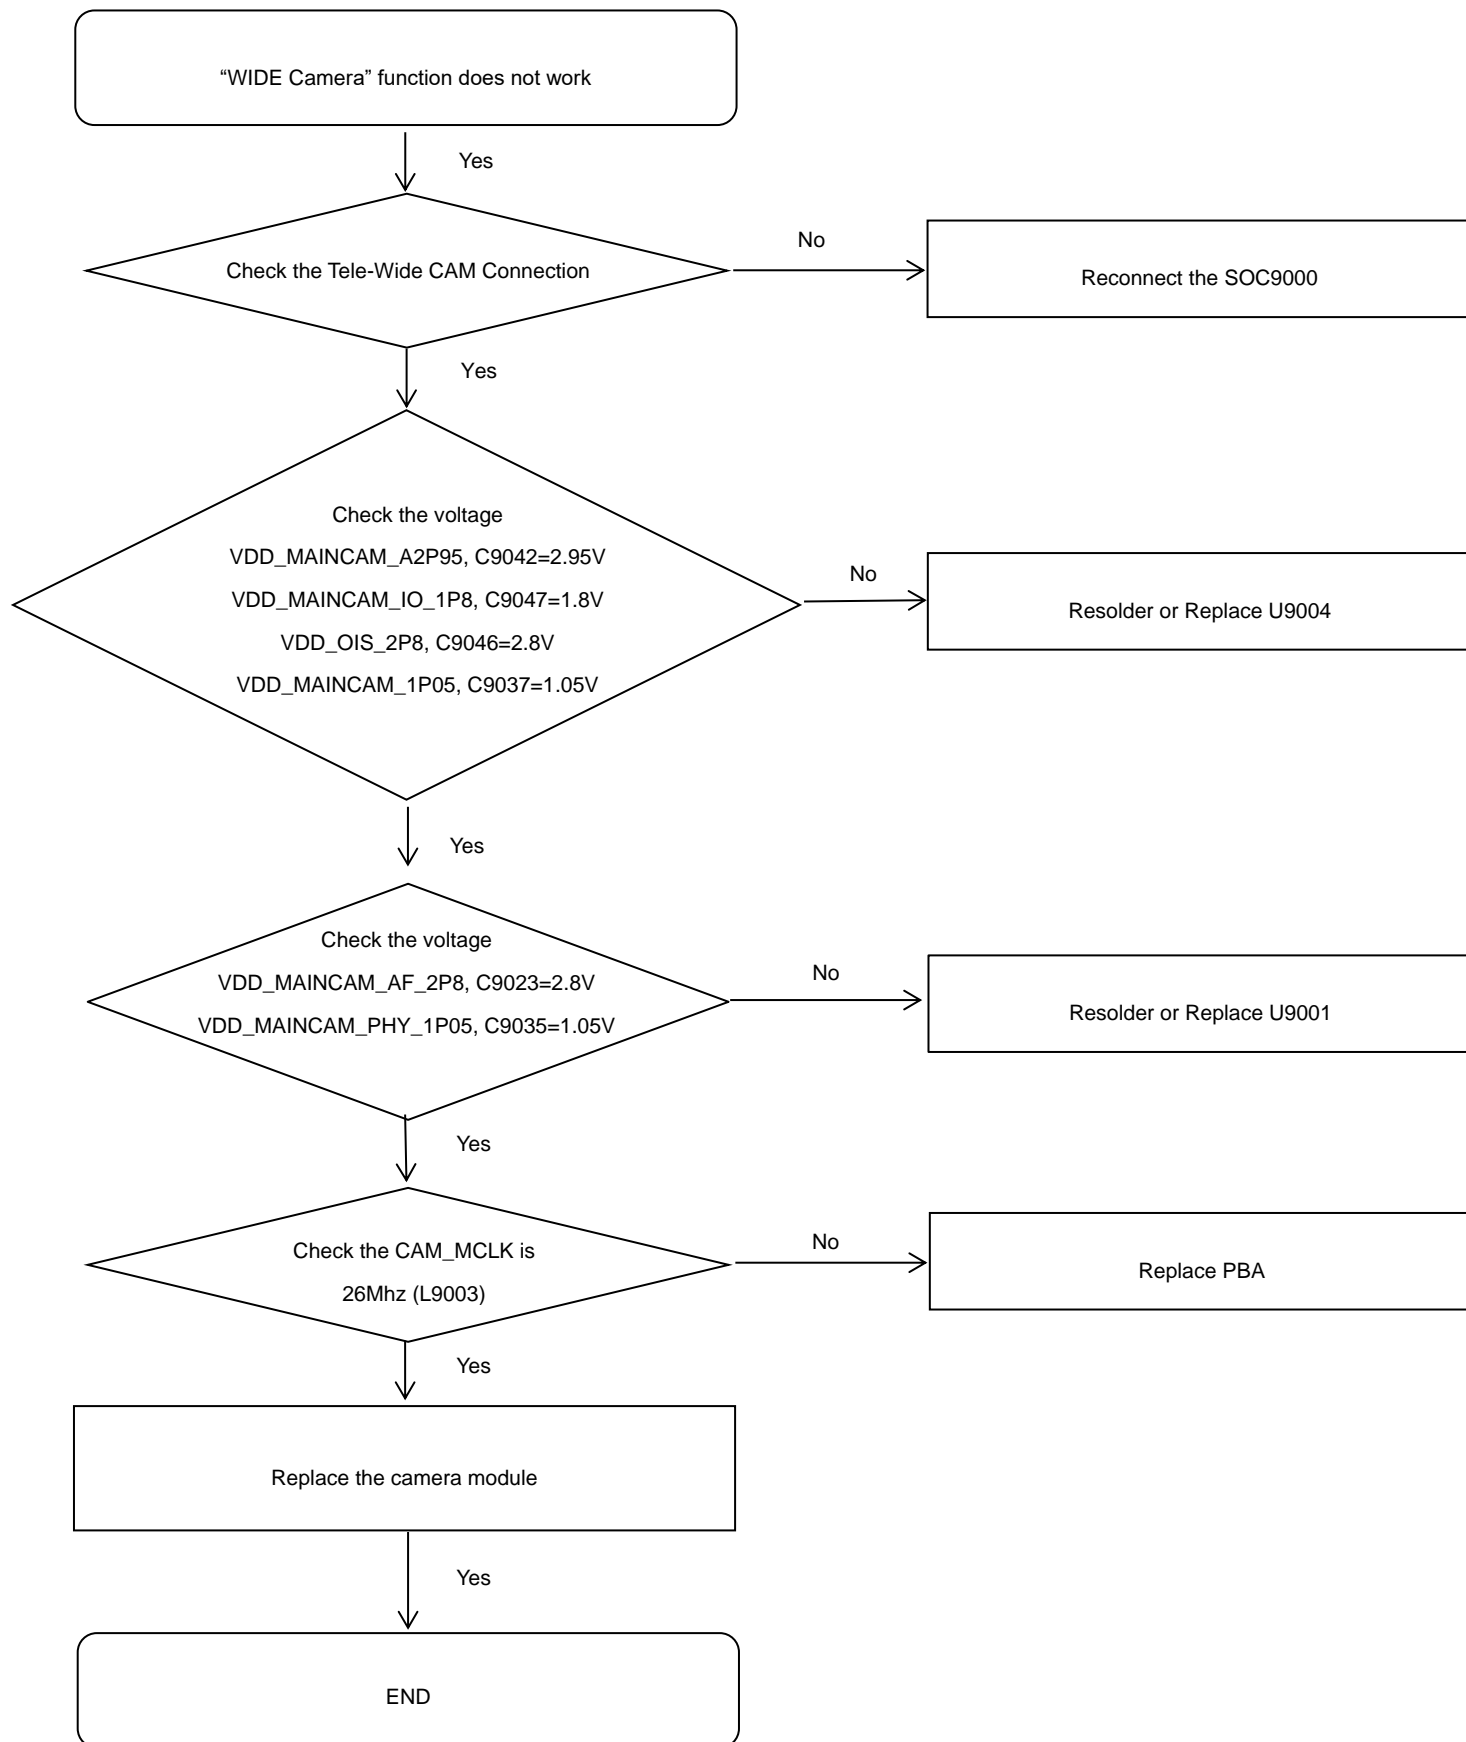 “WIDE Camera” function does not work
Yes
Check the Tele-Wide CAM Connection
No
Reconnect the SOC9000
Yes
Check the voltage
VDD_MAINCAM_A2P95, C9042=2.95V
VDD_MAINCAM_IO_1P8, C9047=1.8V
VDD_OIS_2P8, C9046=2.8V
VDD_MAINCAM_1P05, C9037=1.05V
No
Resolder or Replace U9004
Yes
Check the voltage
VDD_MAINCAM_AF_2P8, C9023=2.8V
VDD_MAINCAM_PHY_1P05, C9035=1.05V
No
Resolder or Replace U9001
Yes
Check the CAM_MCLK is
26Mhz (L9003)
No
Replace PBA
Yes
Replace the camera module
Yes
END